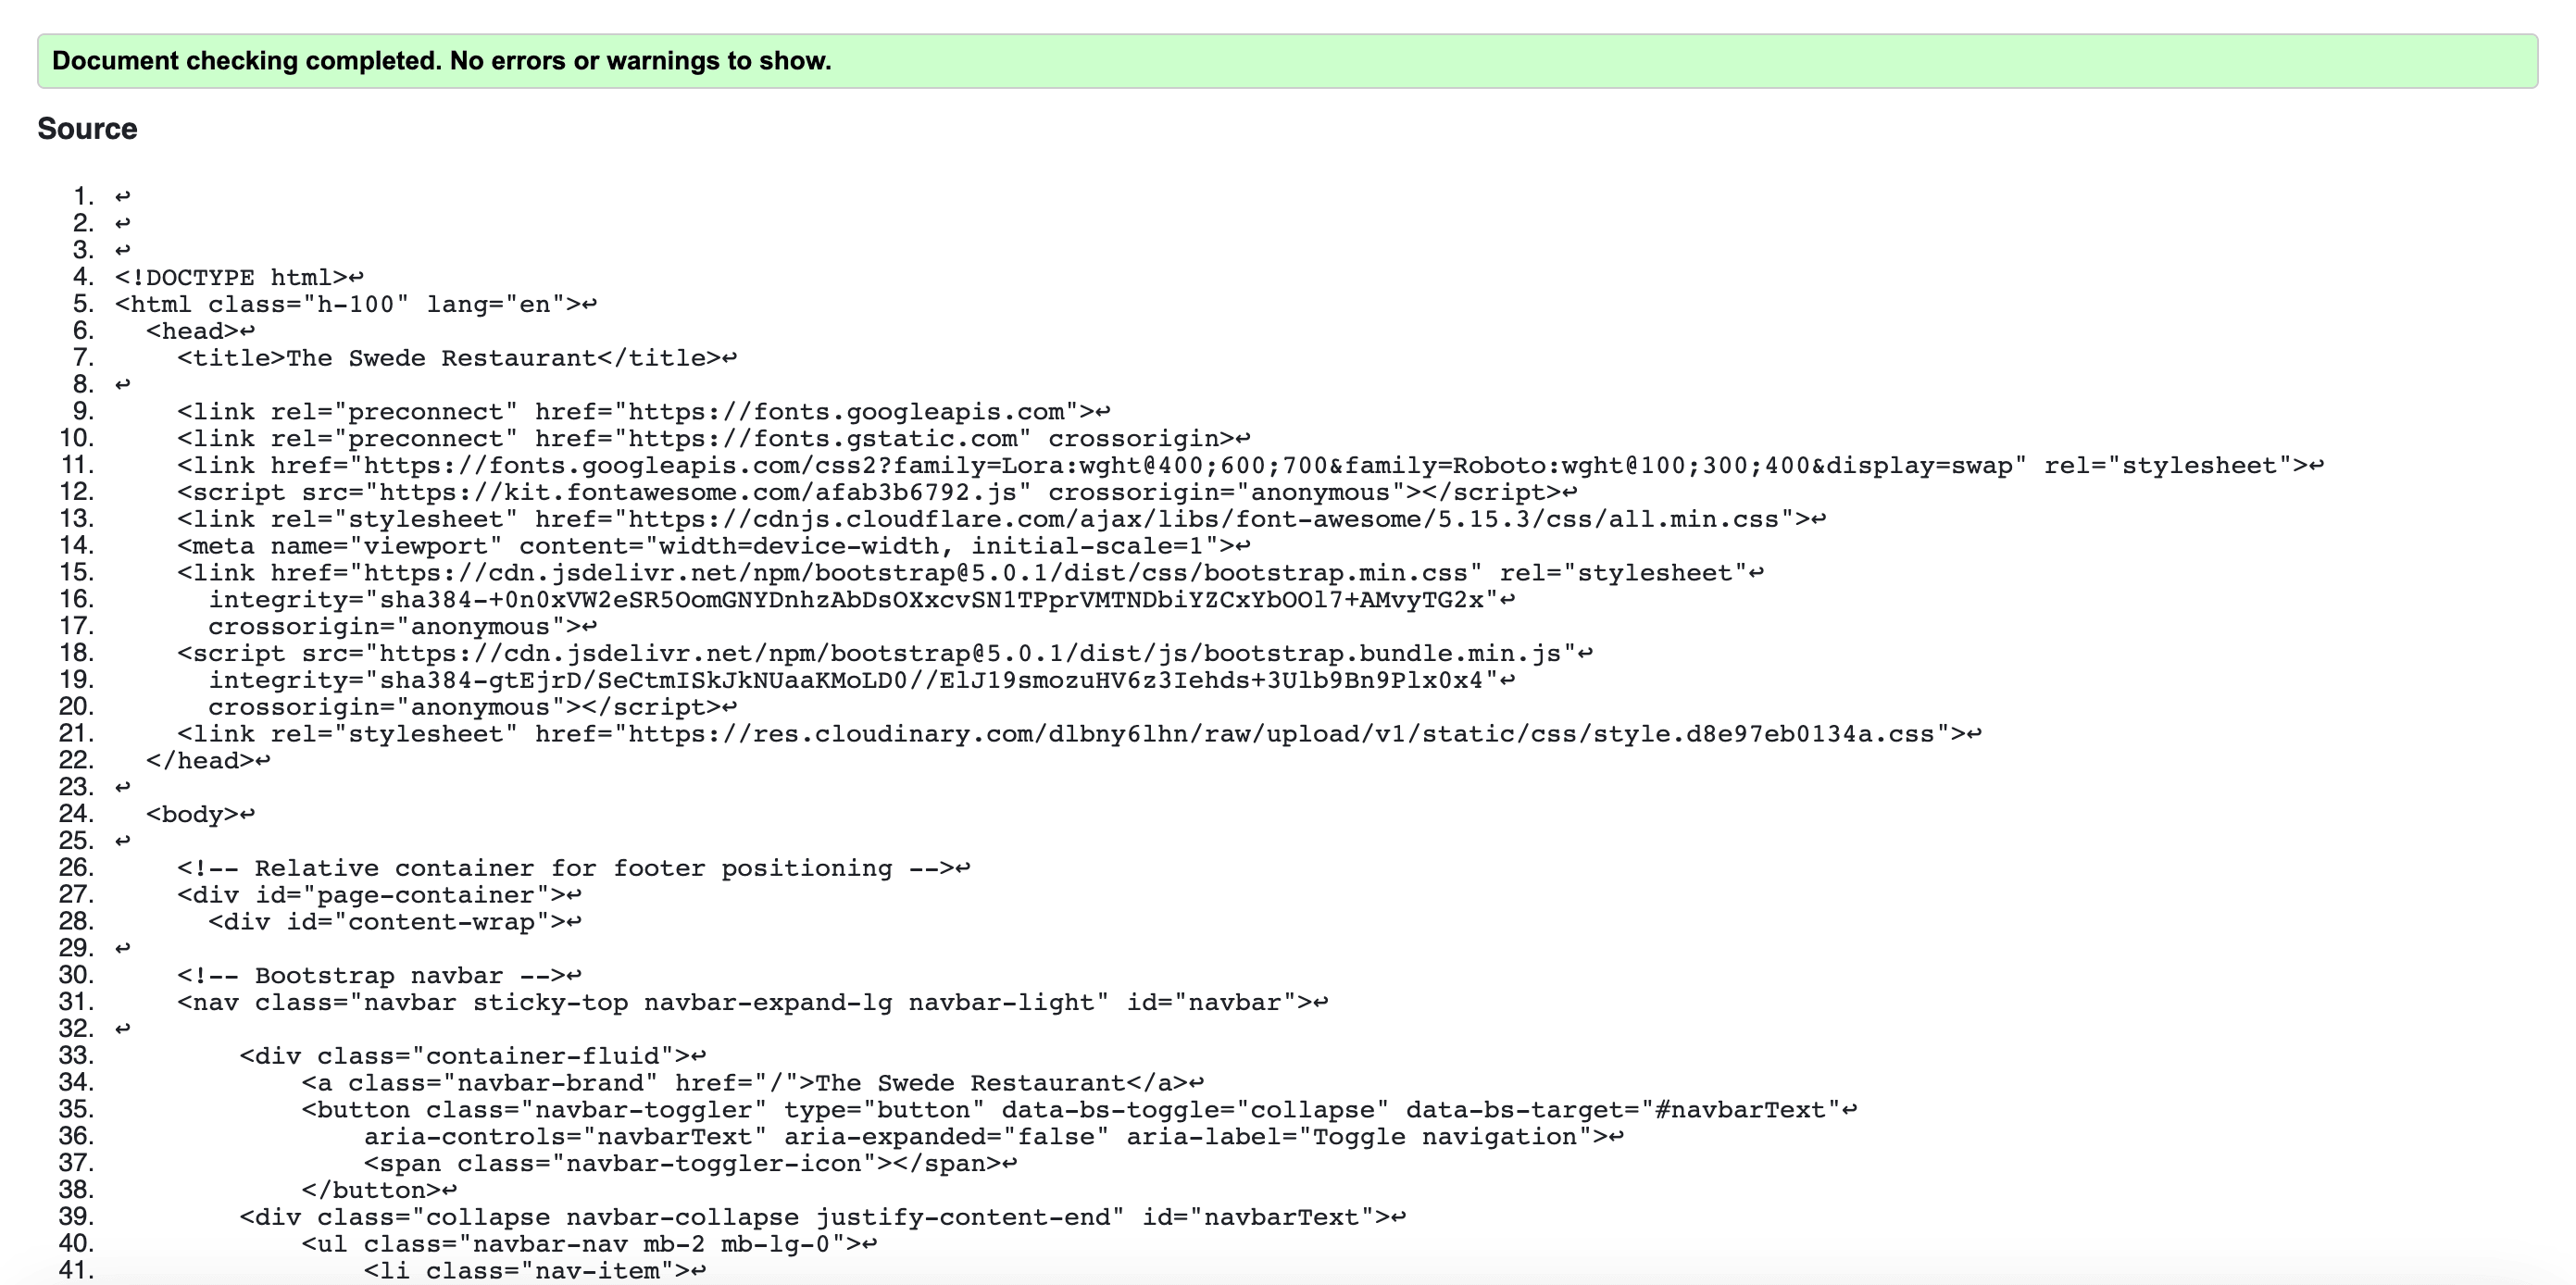 Document checking completed. No errors or warnings to show.
Source
1. ↩
2. ↩
3. ↩
4. <!DOCTYPE html>↩
5. <html class="h-100" lang="en">↩
6.   <head>↩
7.     <title>The Swede Restaurant</title>↩
8. ↩
9.     <link rel="preconnect" href="https://fonts.googleapis.com">↩
10.     <link rel="preconnect" href="https://fonts.gstatic.com" crossorigin>↩
11.     <link href="https://fonts.googleapis.com/css2?family=Lora:wght@400;600;700&family=Roboto:wght@100;300;400&display=swap" rel="stylesheet">↩
12.     <script src="https://kit.fontawesome.com/afab3b6792.js" crossorigin="anonymous"></script>↩
13.     <link rel="stylesheet" href="https://cdnjs.cloudflare.com/ajax/libs/font-awesome/5.15.3/css/all.min.css">↩
14.     <meta name="viewport" content="width=device-width, initial-scale=1">↩
15.     <link href="https://cdn.jsdelivr.net/npm/bootstrap@5.0.1/dist/css/bootstrap.min.css" rel="stylesheet"↩
16.       integrity="sha384-+0n0xVW2eSR5OomGNYDnhzAbDsOXxcvSN1TPprVMTNDbiYZCxYbOOl7+AMvyTG2x"↩
17.       crossorigin="anonymous">↩
18.     <script src="https://cdn.jsdelivr.net/npm/bootstrap@5.0.1/dist/js/bootstrap.bundle.min.js"↩
19.       integrity="sha384-gtEjrD/SeCtmISkJkNUaaKMoLD0//ElJ19smozuHV6z3Iehds+3Ulb9Bn9Plx0x4"↩
20.       crossorigin="anonymous"></script>↩
21.     <link rel="stylesheet" href="https://res.cloudinary.com/dlbny6lhn/raw/upload/v1/static/css/style.d8e97eb0134a.css">↩
22.   </head>↩
23. ↩
24.   <body>↩
25. ↩
26.     <!-- Relative container for footer positioning -->↩
27.     <div id="page-container">↩
28.       <div id="content-wrap">↩
29. ↩
30.     <!-- Bootstrap navbar -->↩
31.     <nav class="navbar sticky-top navbar-expand-lg navbar-light" id="navbar">↩
32. ↩
33.         <div class="container-fluid">↩
34.             <a class="navbar-brand" href="/">The Swede Restaurant</a>↩
35.             <button class="navbar-toggler" type="button" data-bs-toggle="collapse" data-bs-target="#navbarText"↩
36.                 aria-controls="navbarText" aria-expanded="false" aria-label="Toggle navigation">↩
37.                 <span class="navbar-toggler-icon"></span>↩
38.             </button>↩
39.         <div class="collapse navbar-collapse justify-content-end" id="navbarText">↩
40.             <ul class="navbar-nav mb-2 mb-lg-0">↩
41.                 <li class="nav-item">↩